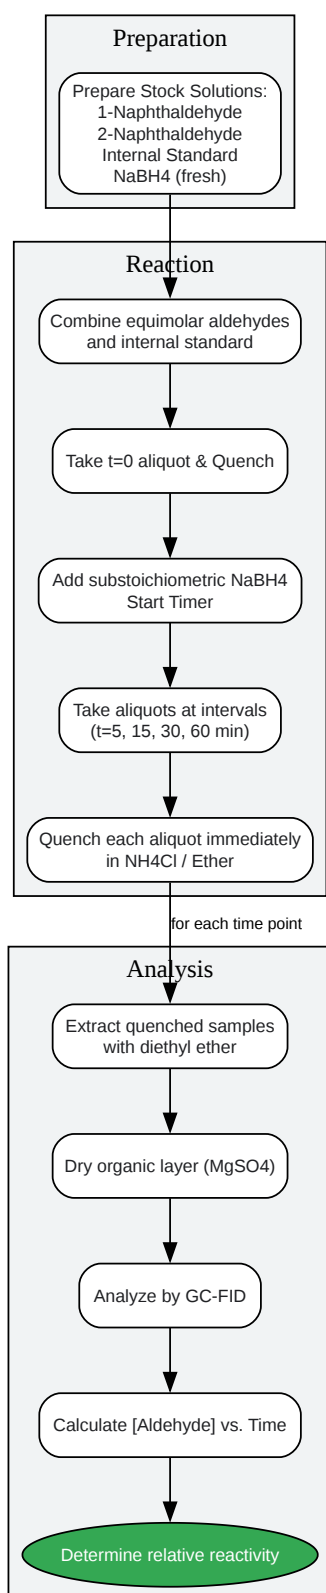 Preparation
Prepare Stock Solutions:
1-Naphthaldehyde
2-Naphthaldehyde
Internal Standard
NaBH4 (fresh)
Reaction
Combine equimolar aldehydes
and internal standard
Take t=0 aliquot & Quench
Add substoichiometric NaBH4
Start Timer
Take aliquots at intervals
(t=5, 15, 30, 60 min)
Quench each aliquot immediately
in NH4Cl / Ether
for each time point
Analysis
Extract quenched samples
with diethyl ether
Dry organic layer (MgSO4)
Analyze by GC-FID
Calculate [Aldehyde] vs. Time
Determine relative reactivity